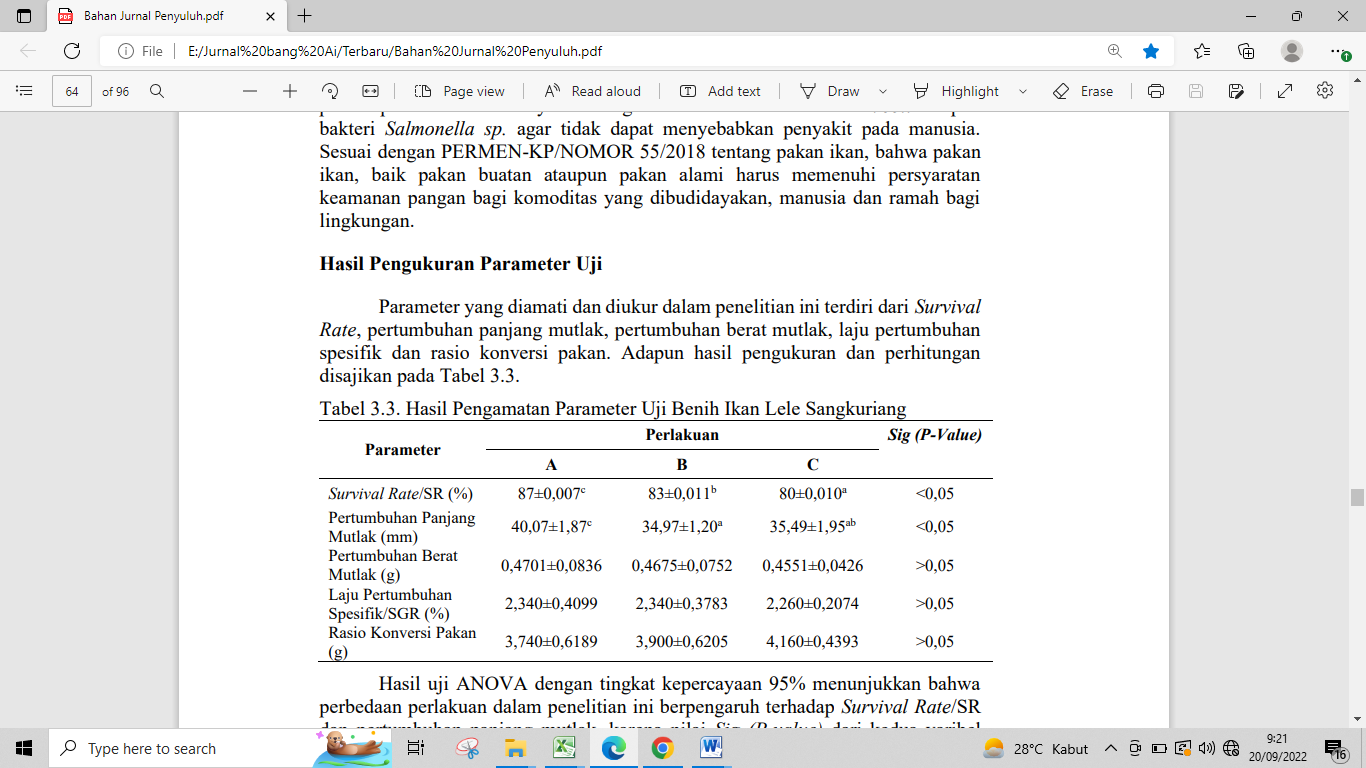 Bahan Jurnal Penyuluh.pdf
File E:/Jurnal%20bang%20Ai/Terbaru/Bahan%20Jurnal%20Penyuluh.pdf
64 of 96 Page view Read aloud Add text Draw Highlight Erase
bakteri Salmonella sp. agar tidak dapat menyebabkan penyakit pada manusia.
Sesuai dengan PERMEN-KP/NOMOR 55/2018 tentang pakan ikan, bahwa pakan
ikan, baik pakan buatan ataupun pakan alami harus memenuhi persyaratan
keamanan pangan bagi komoditas yang dibudidayakan, manusia dan ramah bagi
lingkungan.
Hasil Pengukuran Parameter Uji
Parameter yang diamati dan diukur dalam penelitian ini terdiri dari Survival
Rate, pertumbuhan panjang mutlak, pertumbuhan berat mutlak, laju pertumbuhan
spesifik dan rasio konversi pakan. Adapun hasil pengukuran dan perhitungan
disajikan pada Tabel 3.3.
Tabel 3.3. Hasil Pengamatan Parameter Uji Benih Ikan Lele Sangkuriang
Parameter Perlakuan Sig (P-Value)
A B C
Survival Rate/SR (%) 87±0,007ᶜ 83±0,011ᵇ 80±0,010ᵃ <0,05
Pertumbuhan Panjang
Mutlak (mm) 40,07±1,87ᶜ 34,97±1,20ᵃ 35,49±1,95ᵃᵇ <0,05
Pertumbuhan Berat
Mutlak (g) 0,4701±0,0836 0,4675±0,0752 0,4551±0,0426 >0,05
Laju Pertumbuhan
Spesifik/SGR (%) 2,340±0,4099 2,340±0,3783 2,260±0,2074 >0,05
Rasio Konversi Pakan
(g) 3,740±0,6189 3,900±0,6205 4,160±0,4393 >0,05
Hasil uji ANOVA dengan tingkat kepercayaan 95% menunjukkan bahwa
perbedaan perlakuan dalam penelitian ini berpengaruh terhadap Survival Rate/SR
Type here to search 28°C Kabut 9:21
20/09/2022 16